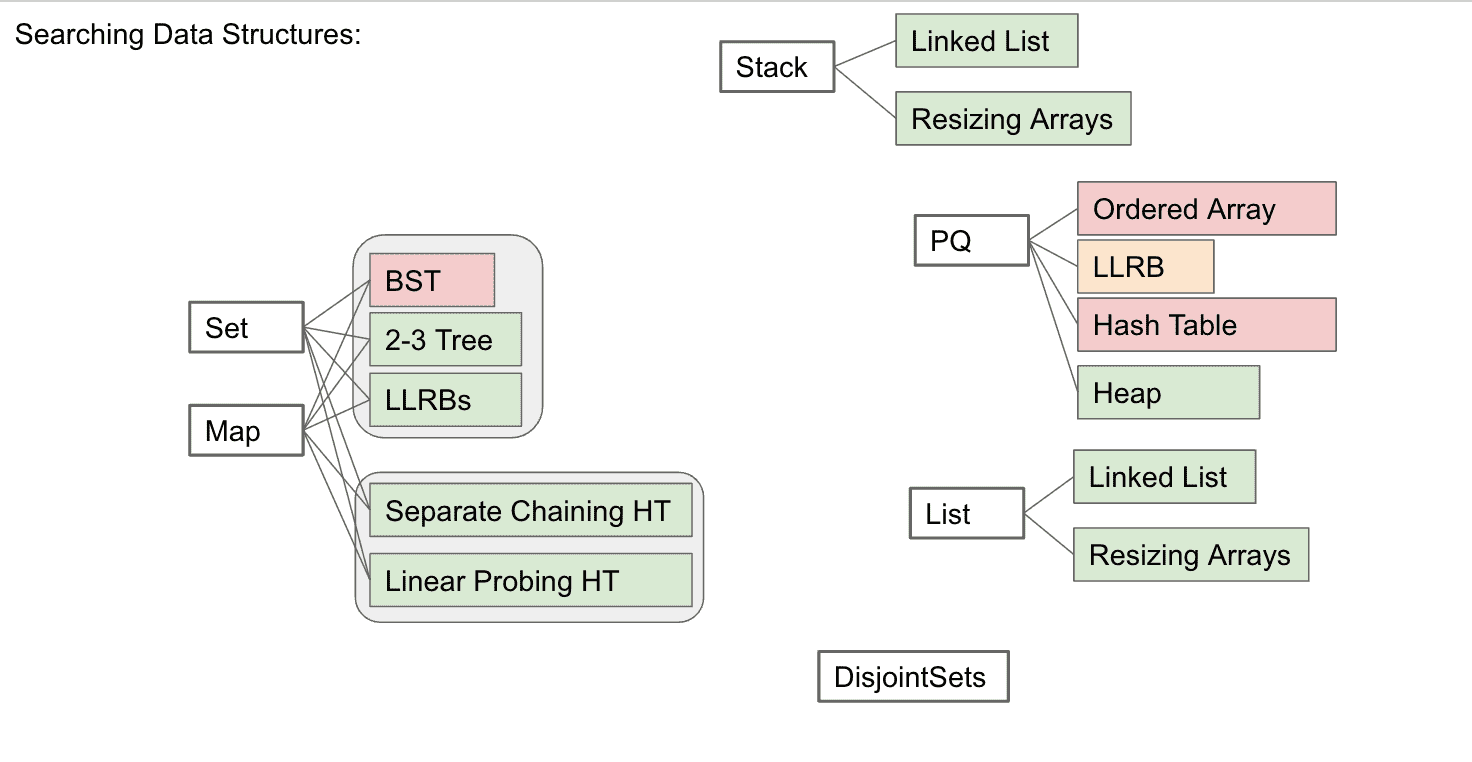 Searching Data Structures:
Stack
Linked List
Resizing Arrays
PQ
Ordered Array
LLRB
Hash Table
Heap
Set
Map
BST
2-3 Tree
LLRBs
Separate Chaining HT
Linear Probing HT
List
Linked List
Resizing Arrays
DisjointSets